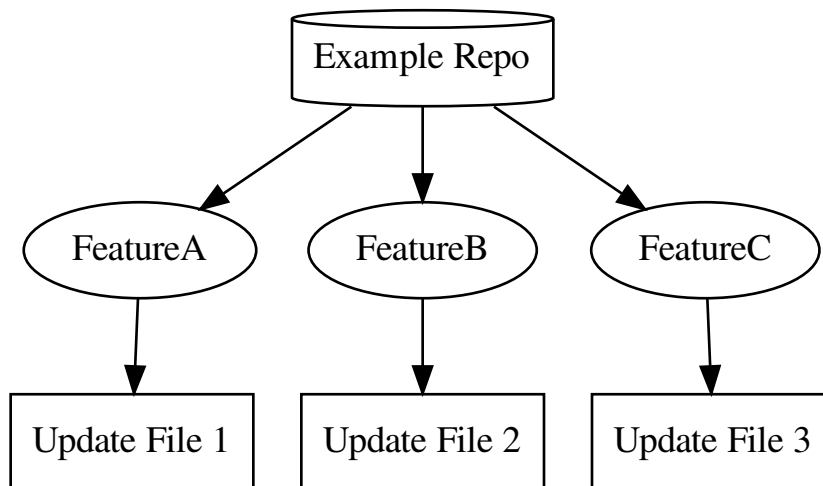 Example Repo
FeatureA
FeatureB
FeatureC
Update File 1
Update File 2
Update File 3